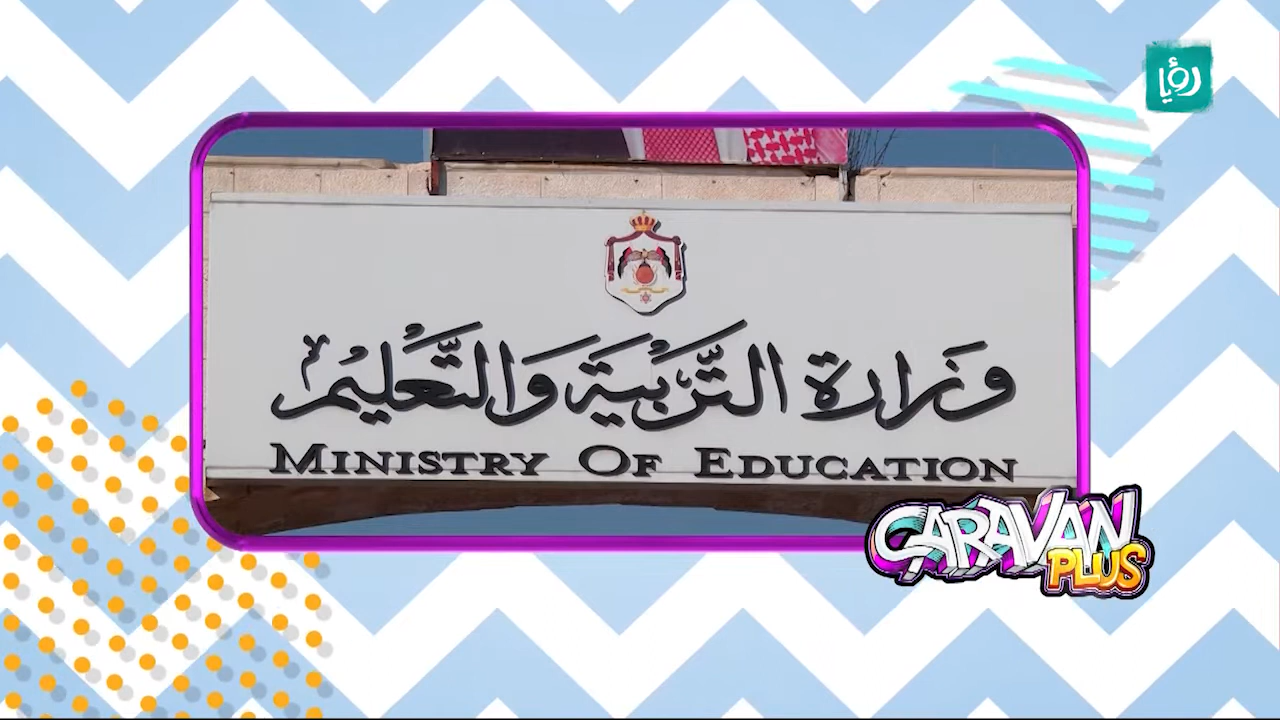 رؤيا
وزارة التربية والتعليم
MINISTRY OF EDUCATION
CARAVAN
PLUS